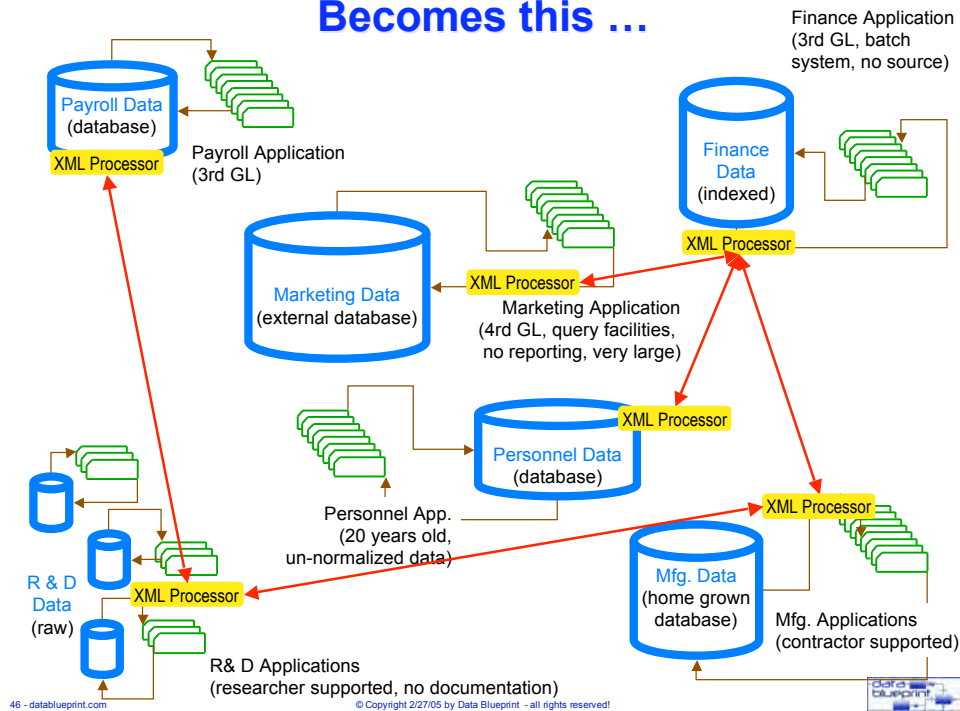 Becomes this …
Finance Application
(3rd GL, batch
system, no source)
Payroll Data
(database)
XML Processor
Payroll Application
(3rd GL)
Finance
Data
(indexed)
XML Processor
Marketing Data
(external database)
XML Processor
Marketing Application
(4rd GL, query facilities,
no reporting, very large)
XML Processor
Personnel Data
(database)
Personnel App.
(20 years old,
un-normalized data)
XML Processor
R & D
Data
(raw)
XML Processor
Mfg. Data
(home grown
database)
Mfg. Applications
(contractor supported)
R& D Applications
(researcher supported, no documentation)
46 - datablueprint.com
© Copyright 2/27/05 by Data Blueprint - all rights reserved!
data
blueprint